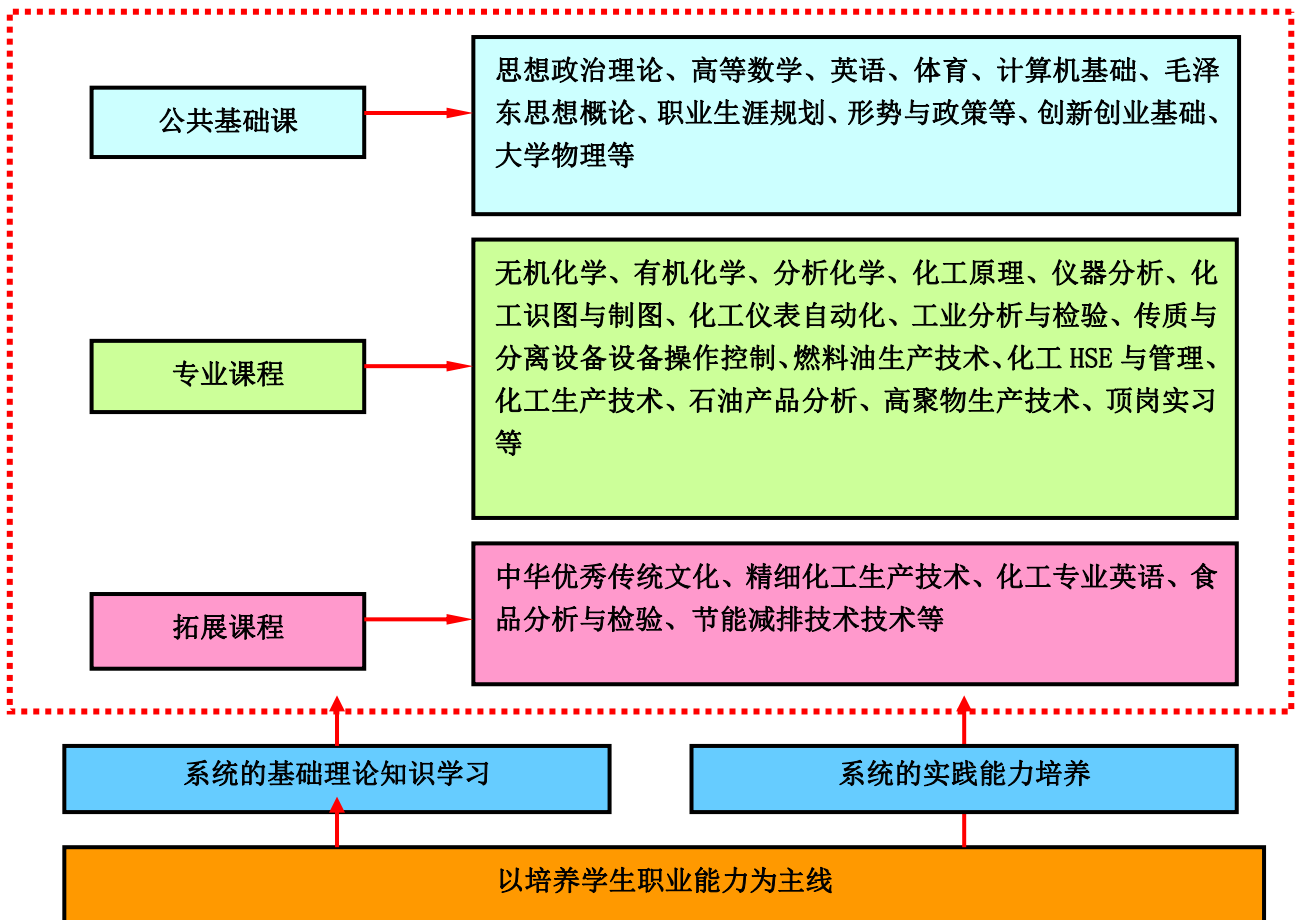 公共基础课
思想政治理论、高等数学、英语、体育、计算机基础、毛泽
东思想概论、职业生涯规划、形势与政策等、创新创业基础、
大学物理等
专业课程
无机化学、有机化学、分析化学、化工原理、仪器分析、化
工识图与制图、化工仪表自动化、工业分析与检验、传质与
分离设备设备操作控制、燃料油生产技术、化工 HSE 与管理、
化工生产技术、石油产品分析、高聚物生产技术、顶岗实习
等
拓展课程
中华优秀传统文化、精细化工生产技术、化工专业英语、食
品分析与检验、节能减排技术技术等
系统的基础理论知识学习
系统的实践能力培养
以培养学生职业能力为主线